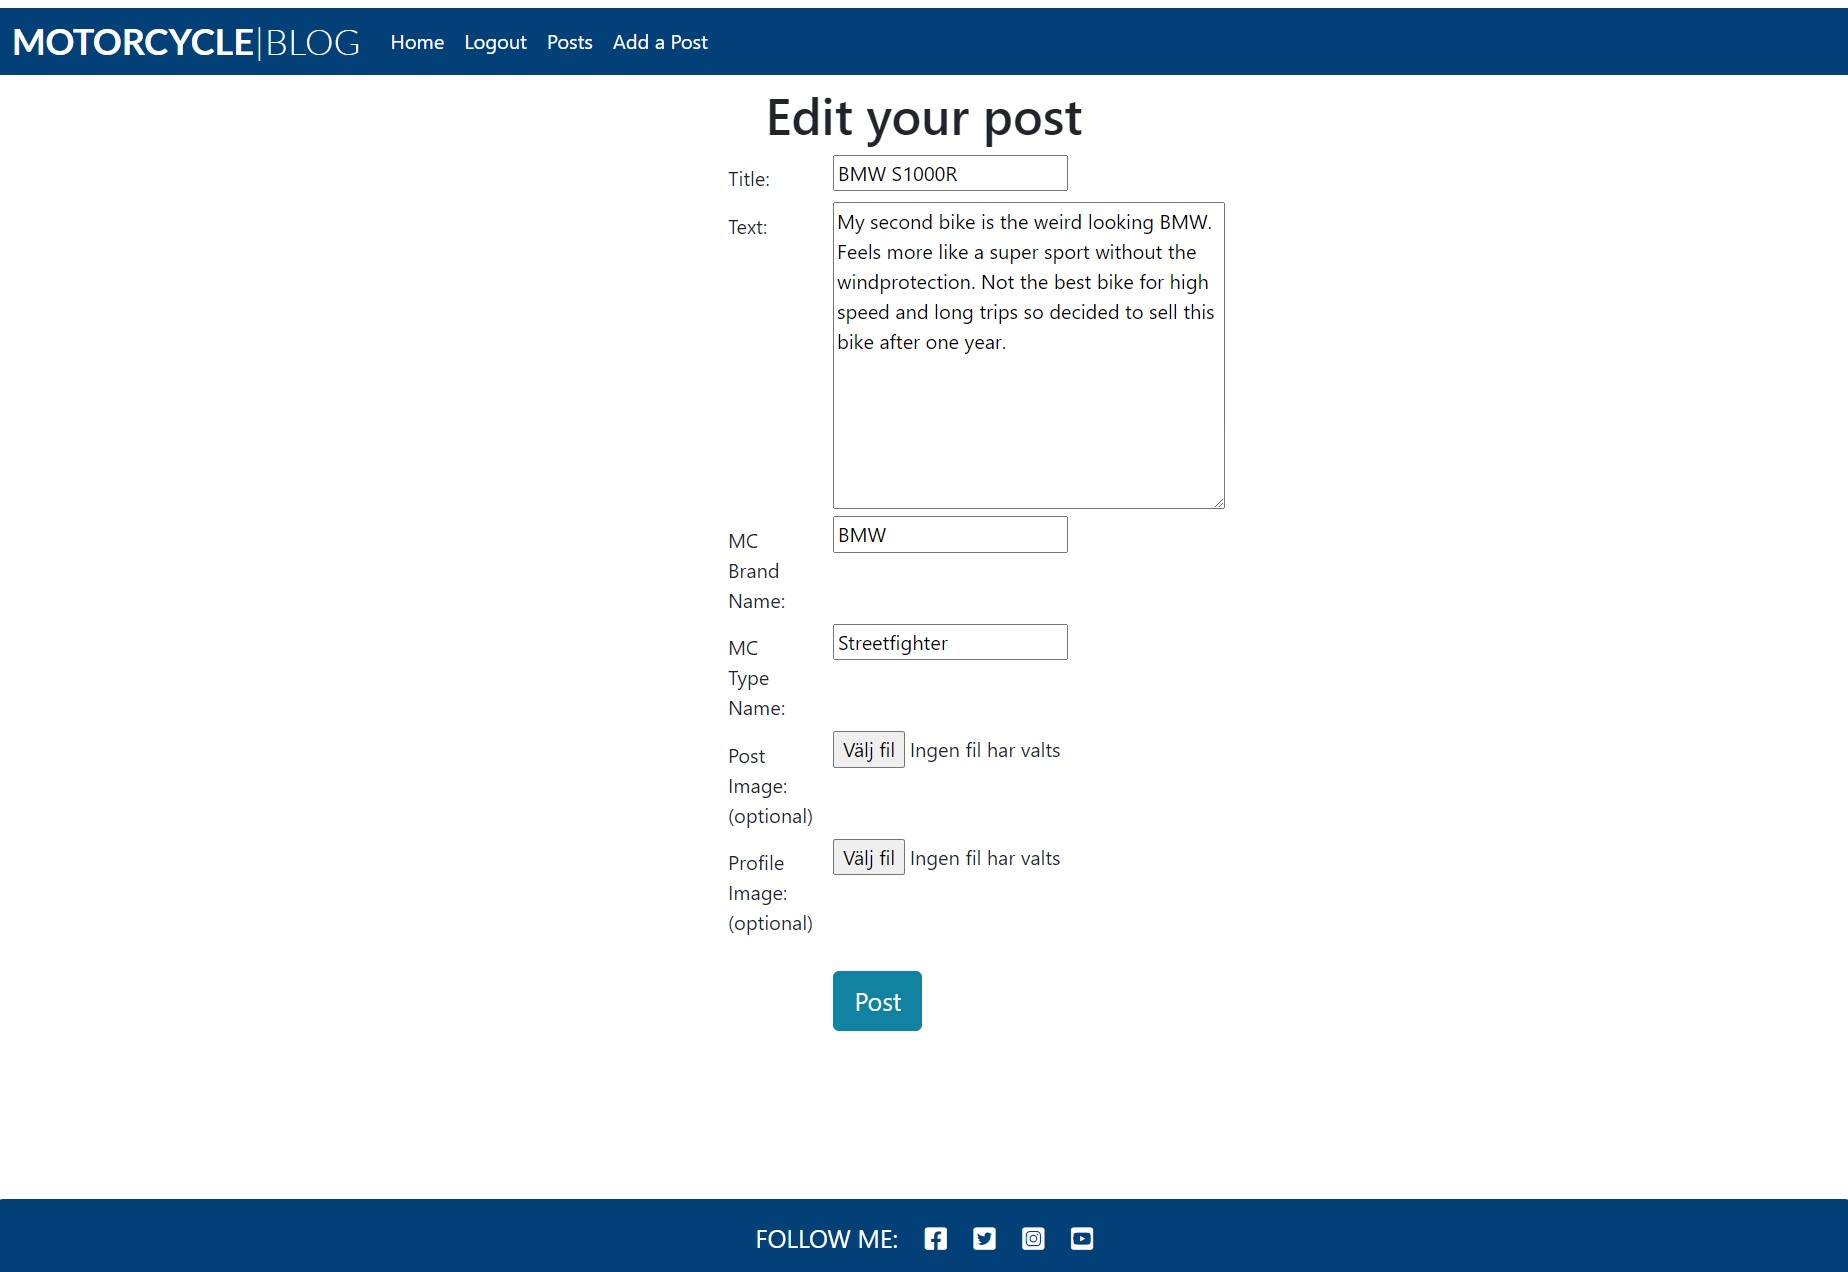 MOTORCYCLE|BLOG Home Logout Posts Add a Post
Edit your post
Title: BMW S1000R
Text:
My second bike is the weird looking BMW.
Feels more like a super sport without the
windprotection. Not the best bike for high
speed and long trips so decided to sell this
bike after one year.
MC
Brand
Name:
BMW
MC
Type
Name:
Streetfighter
Post
Image:
(optional)
Välj fil Ingen fil har valts
Profile
Image:
(optional)
Välj fil Ingen fil har valts
Post
FOLLOW ME: